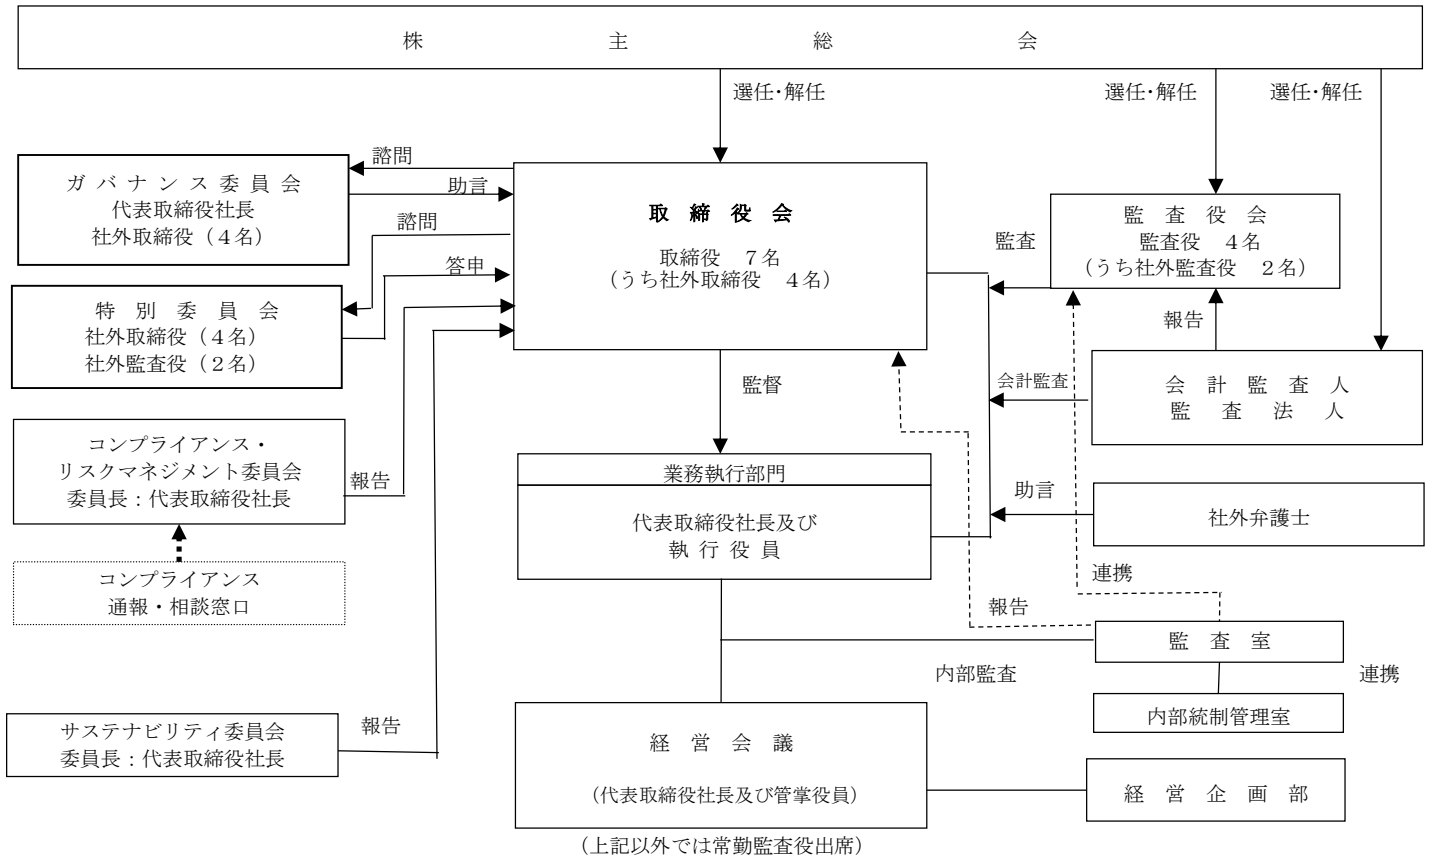 株 主 総 会
選任・解任
選任・解任
選任・解任
諮問
助言
ガ バ ナ ン ス 委 員 会
代表取締役社長
社外取締役（４名）
諮問
答申
特 別 委 員 会
社外取締役（４名）
社外監査役（２名）
取 締 役 会
取締役 ７名
（うち社外取締役 ４名）
監査
監 査 役 会
監査役 ４名
（うち社外監査役 ２名）
報告
監督
会計監査
会 計 監 査 人
監 査 法 人
コンプライアンス・
リスクマネジメント委員会
委員長：代表取締役社長
報告
業務執行部門
代表取締役社長及び
執 行 役 員
助言
社外弁護士
コンプライアンス
通報・相談窓口
連携
報告
監 査 室
内部監査
連携
内部統制管理室
サステナビリティ委員会
委員長：代表取締役社長
報告
経 営 会 議
（代表取締役社長及び管掌役員）
経 営 企 画 部
（上記以外では常勤監査役出席）